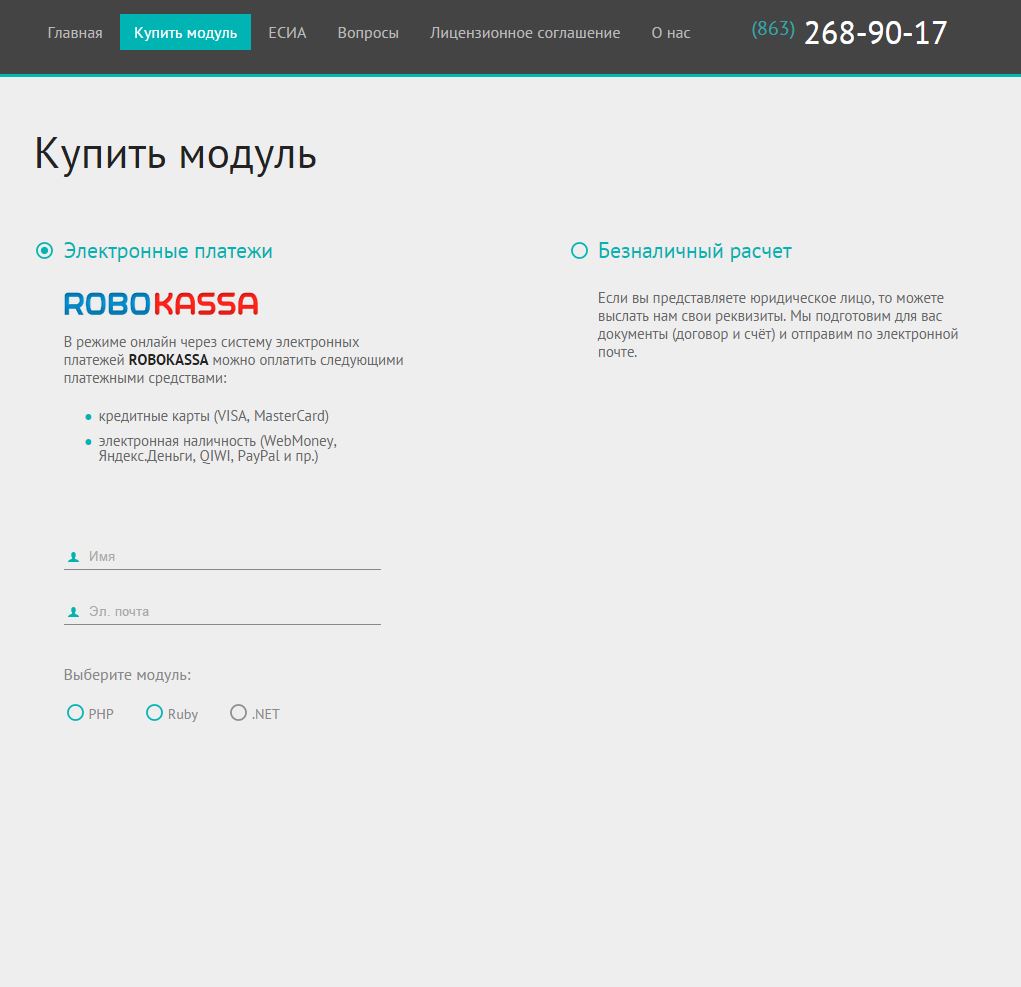 Главная Купить модуль ЕСИА Вопросы Лицензионное соглашение О нас (863) 268-90-17
Купить модуль
Электронные платежи
ROBOKASSA
В режиме онлайн через систему электронных
платежей ROBOKASSA можно оплатить следующими
платежными средствами:
кредитные карты (VISA, MasterCard)
электронная наличность (WebMoney,
Яндекс.Деньги, QIWI, PayPal и пр.)
Безналичный расчет
Если вы представляете юридическое лицо, то можете
выслать нам свои реквизиты. Мы подготовим для вас
документы (договор и счёт) и отправим по электронной
почте.
Имя
Эл. почта
Выберите модуль:
PHP Ruby .NET